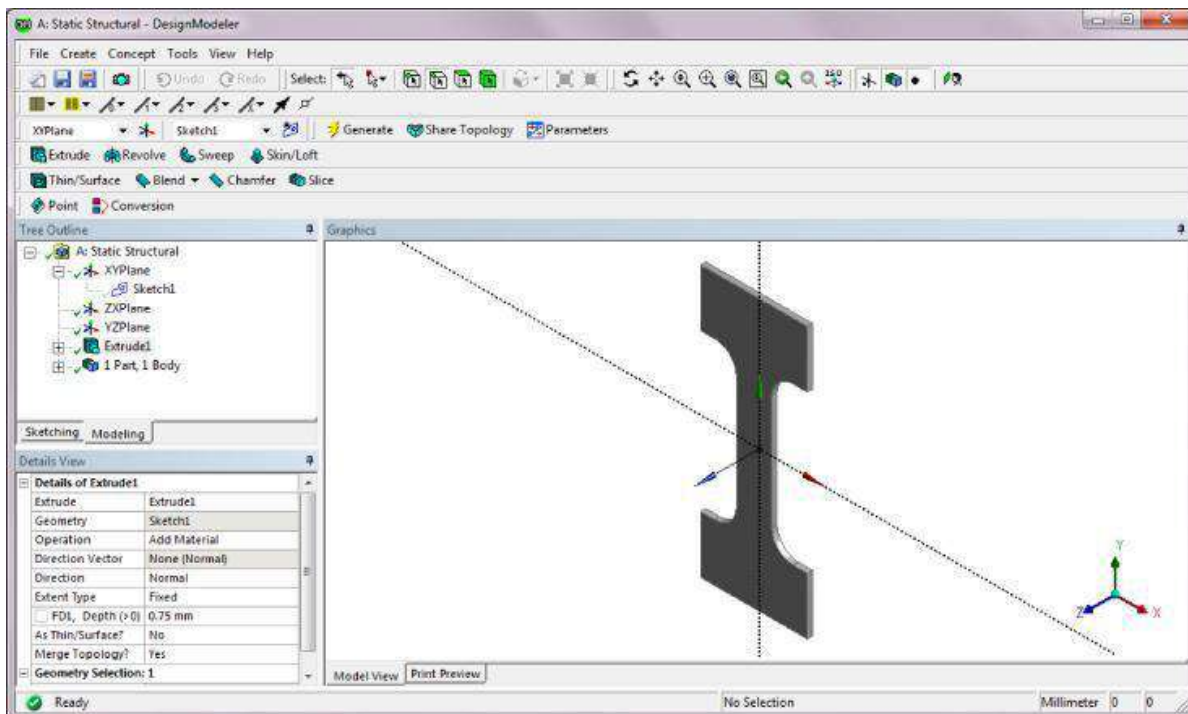 A: Static Structural - DesignModeler
File Create Concept Tools View Help
Undo Redo Select:
XYPlane Sketch1 Generate Share Topology Parameters
Extrude Revolve Sweep Skin/Loft
Thin/Surface Blend Chamfer Slice
Point Conversion
Tree Outline
A: Static Structural
XYPlane
Sketch1
ZXPlane
YZPlane
Extrude1
1 Part, 1 Body
Sketching Modeling
Details View
Details of Extrude1
Extrude Extrude1
Geometry Sketch1
Operation Add Material
Direction Vector None (Normal)
Direction Normal
Extent Type Fixed
FD1, Depth (>0) 0.75 mm
As Thin/Surface? No
Merge Topology? Yes
Geometry Selection: 1
Graphics
Y
Z
X
Model View Print Preview
Ready No Selection Millimeter 0 0